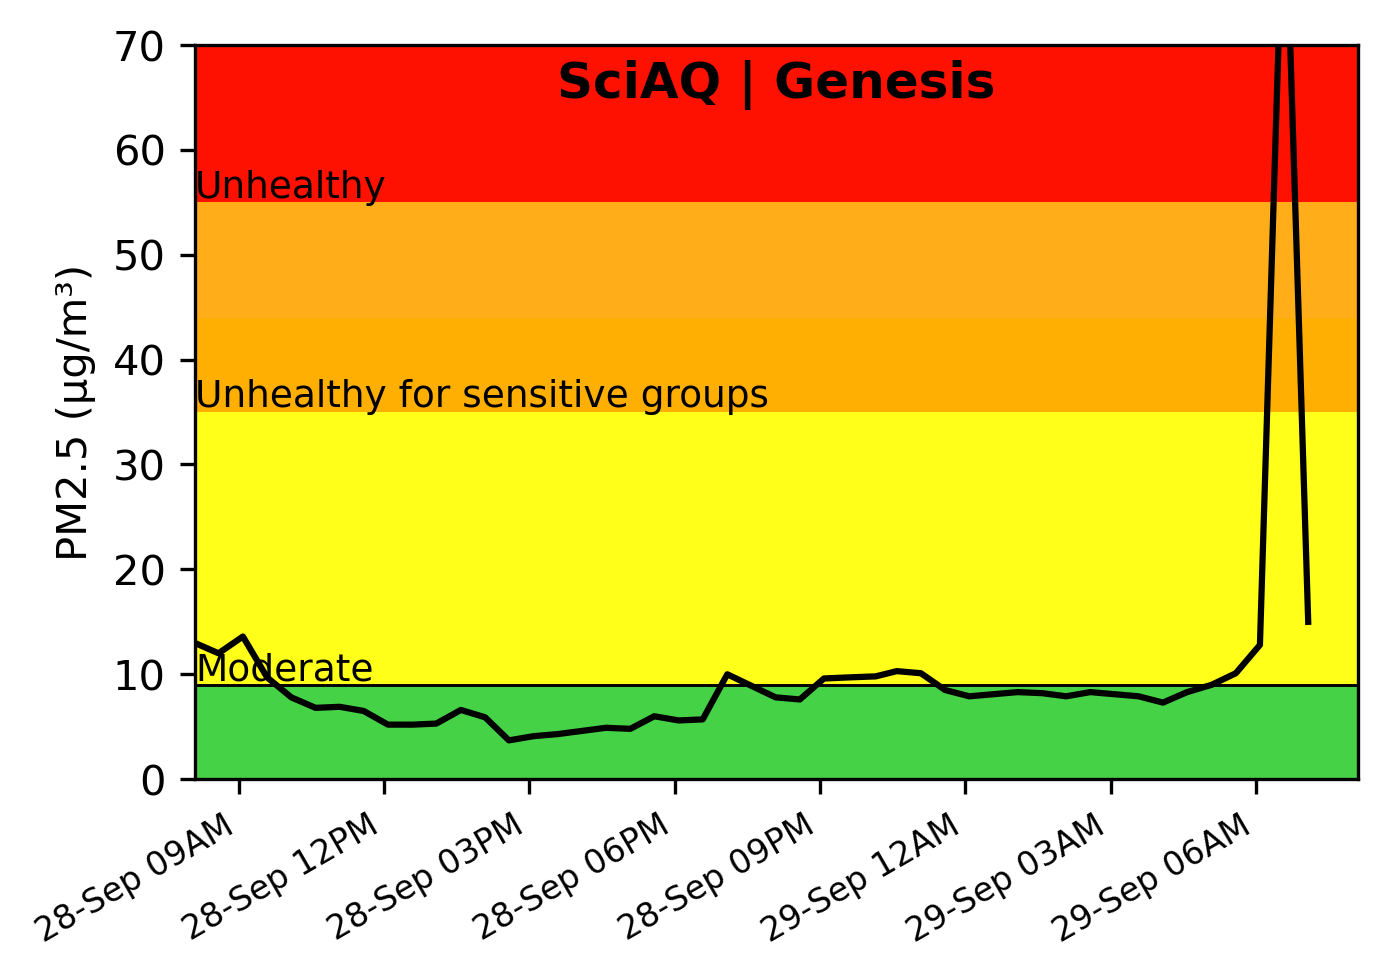 SciAQ | Genesis
PM2.5 (µg/m³)
70
60
50
40
30
20
10
0
Unhealthy
Unhealthy for sensitive groups
Moderate
28-Sep 09AM
28-Sep 12PM
28-Sep 03PM
28-Sep 06PM
28-Sep 09PM
29-Sep 12AM
29-Sep 03AM
29-Sep 06AM